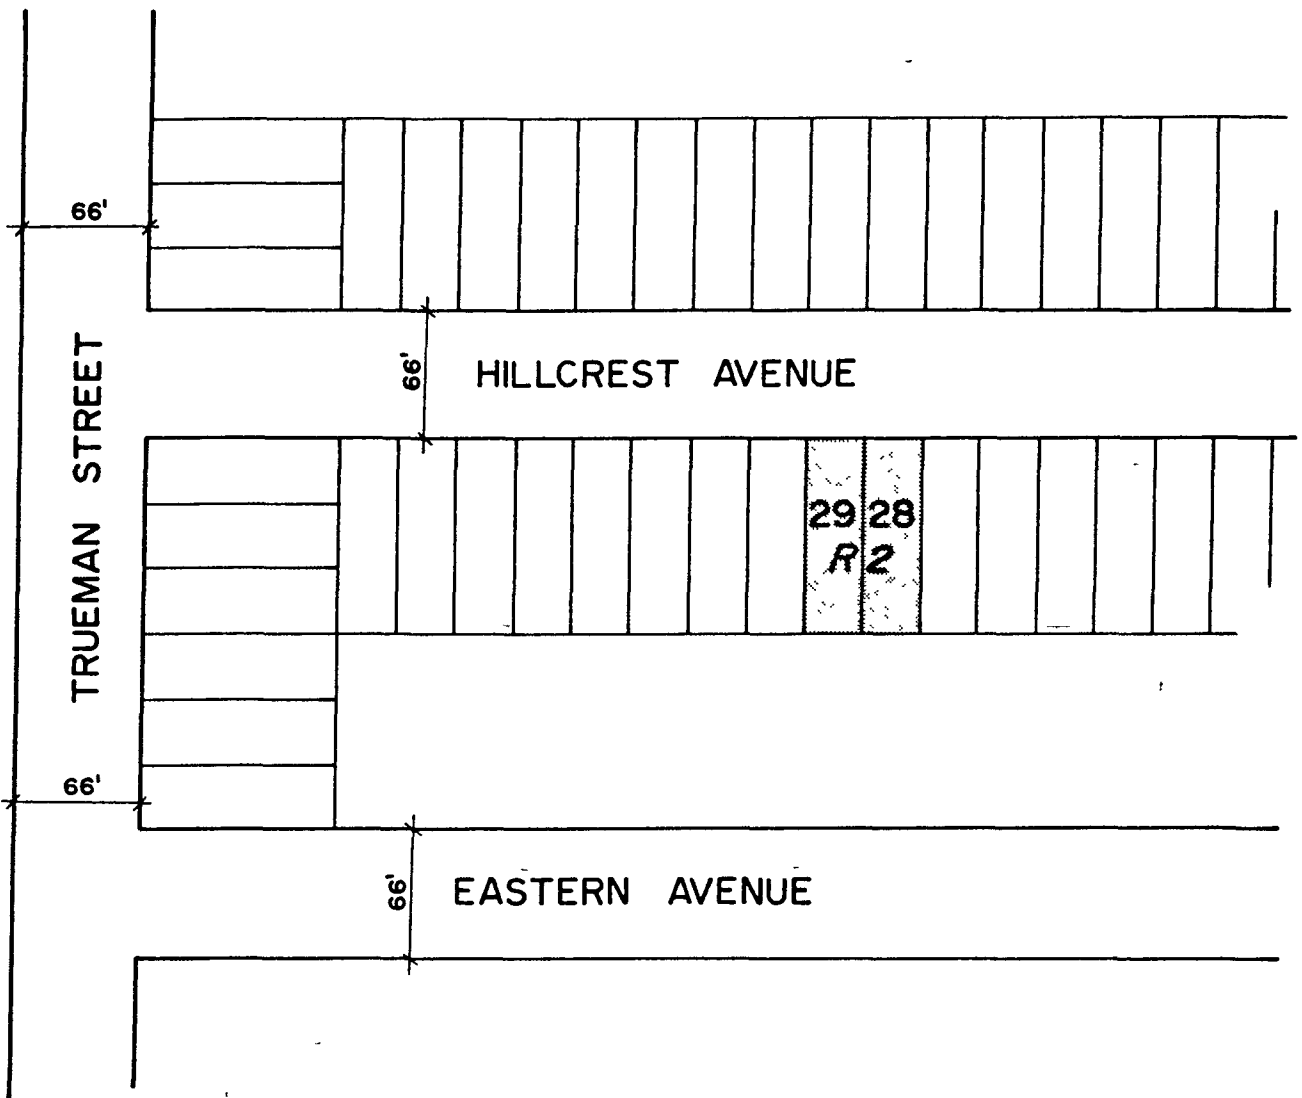 66'
TRUEMAN STREET
66'
HILLCREST AVENUE
29 28
R 2
66'
66'
EASTERN AVENUE